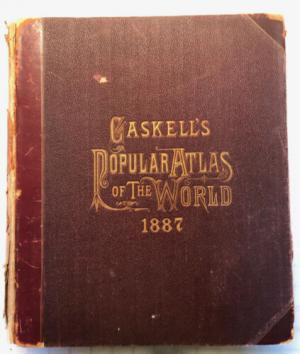 GASKELL'S
POPULAR ATLAS
OF THE WORLD
1887